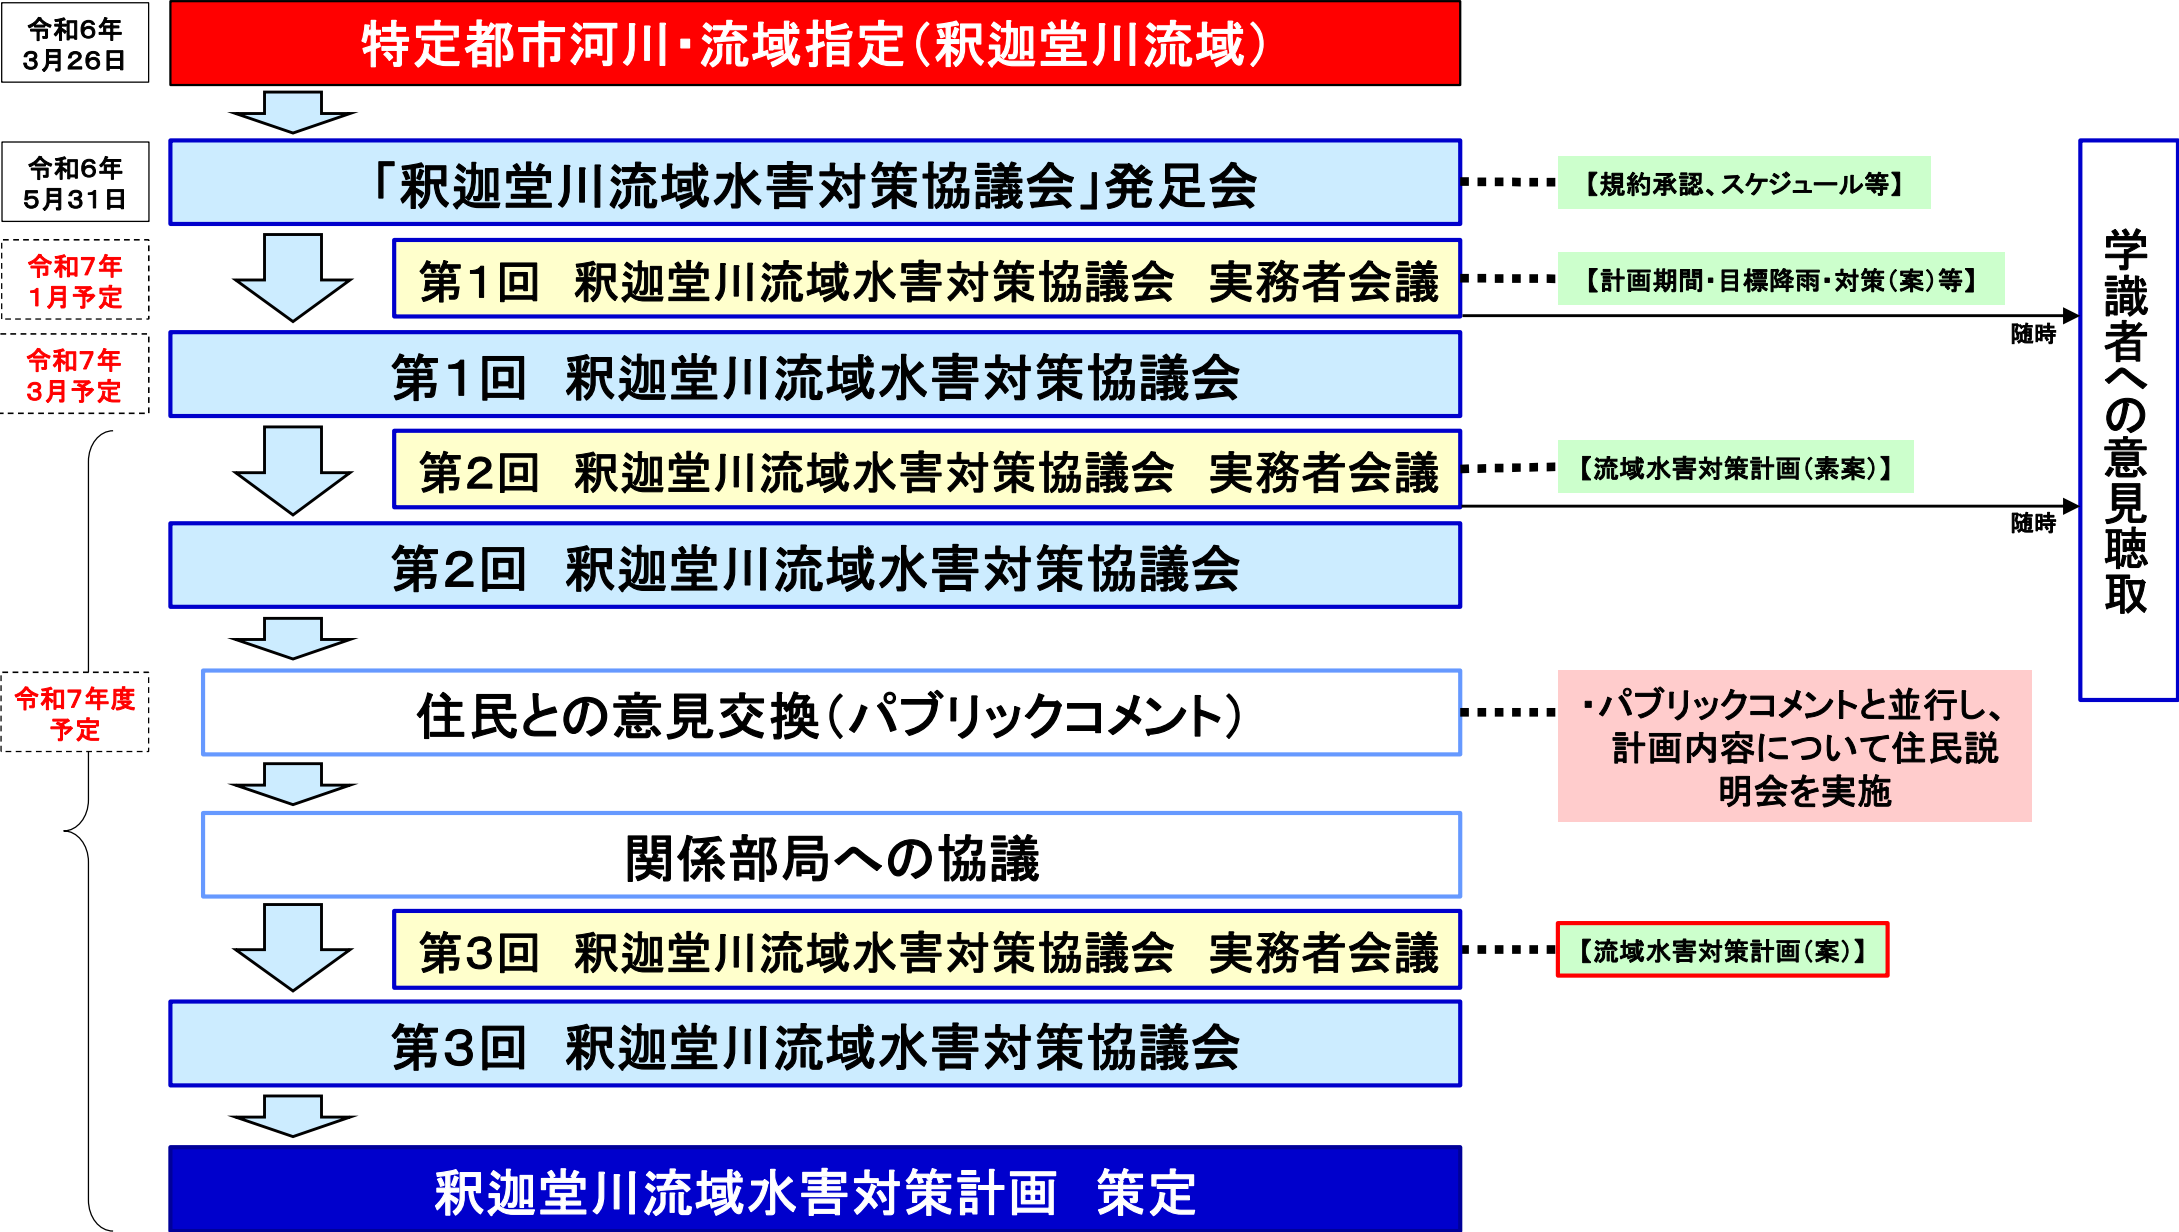 令和6年
3月26日
特定都市河川・流域指定（釈迦堂川流域）
令和6年
5月31日
「釈迦堂川流域水害対策協議会」発足会
【規約承認、スケジュール等】
令和7年
1月予定
第1回　釈迦堂川流域水害対策協議会　実務者会議
【計画期間・目標降雨・対策（案）等】
随時
令和7年
3月予定
第1回　釈迦堂川流域水害対策協議会
第2回　釈迦堂川流域水害対策協議会　実務者会議
【流域水害対策計画（素案）】
随時
学識者への意見聴取
第2回　釈迦堂川流域水害対策協議会
令和7年度
予定
住民との意見交換（パブリックコメント）
・パブリックコメントと並行し、
計画内容について住民説
明会を実施
関係部局への協議
第3回　釈迦堂川流域水害対策協議会　実務者会議
【流域水害対策計画（案）】
第3回　釈迦堂川流域水害対策協議会
釈迦堂川流域水害対策計画　策定